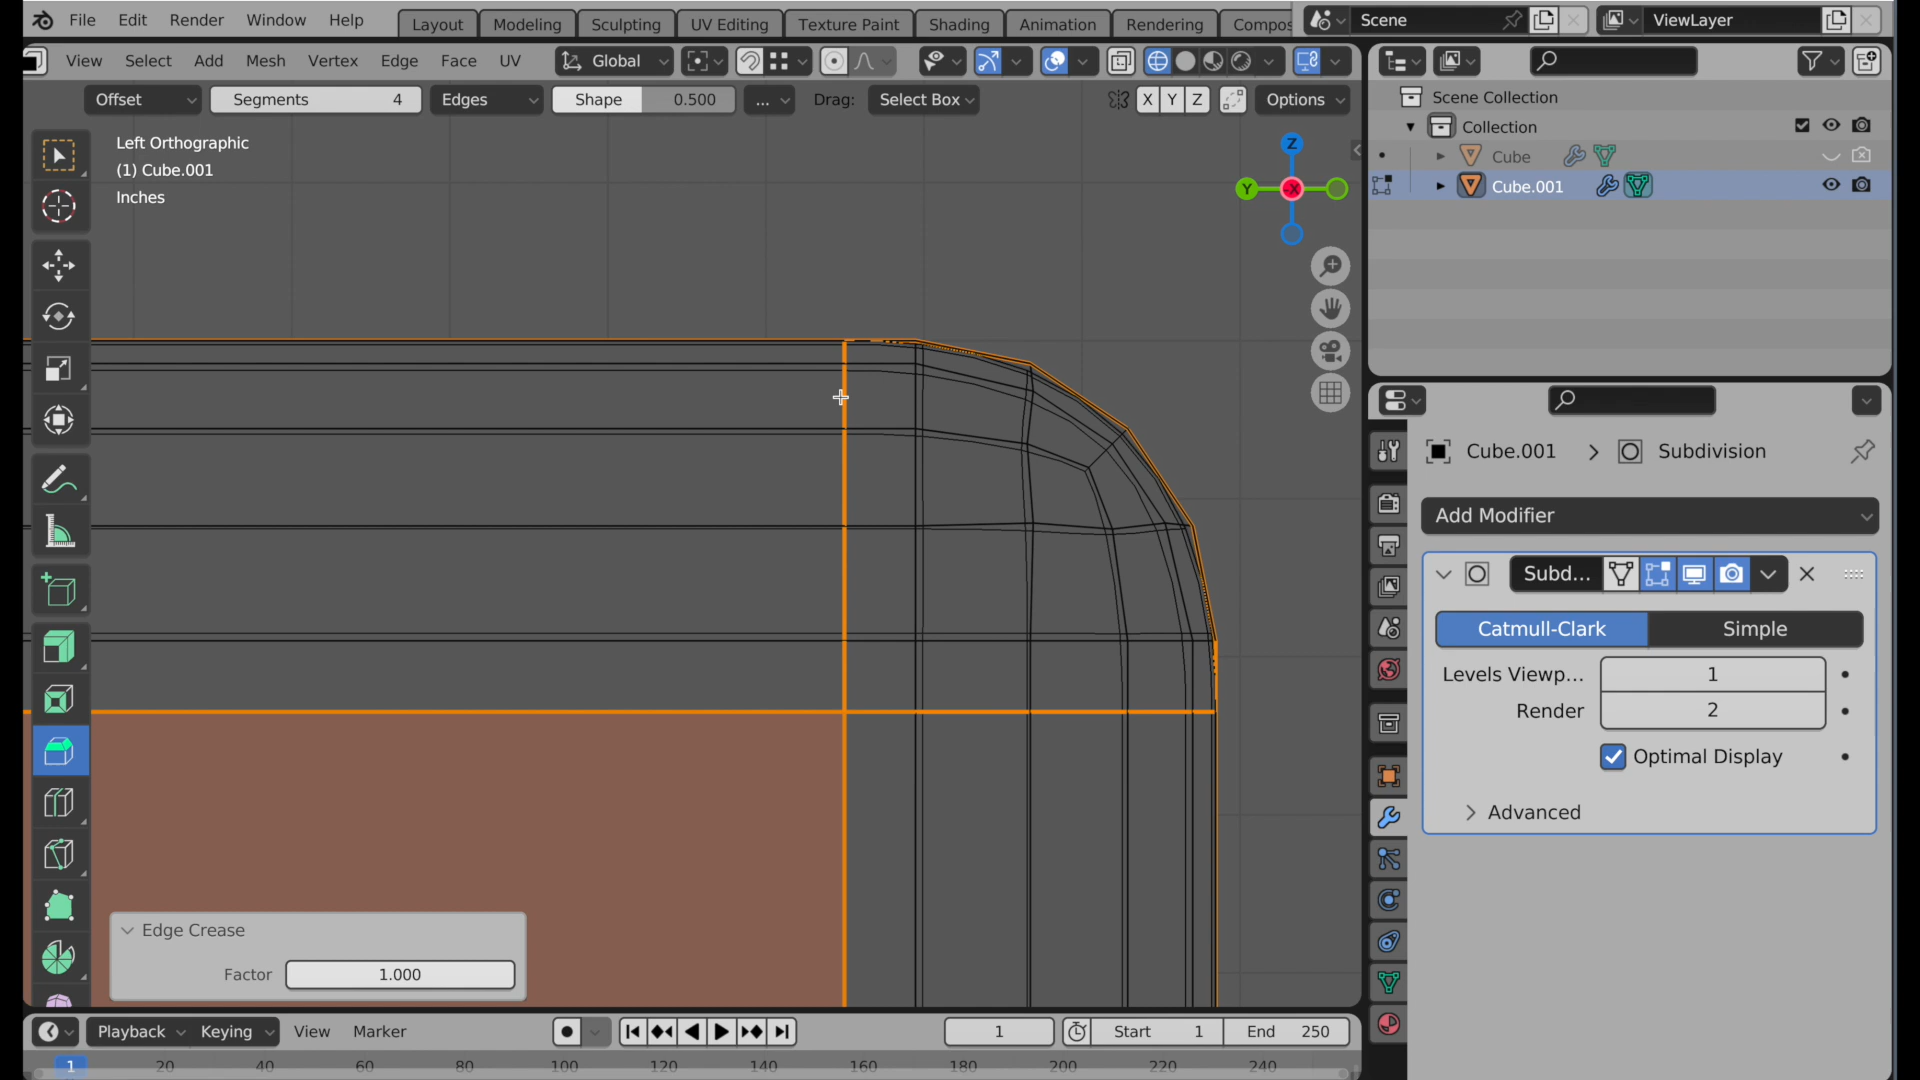 File Edit Render Window Help Layout Modeling Sculpting UV Editing Texture Paint Shading Animation Rendering Compos Scene ViewLayer
View Select Add Mesh Vertex Edge Face UV Global
Offset Segments 4 Edges Shape 0.500 ... Drag: Select Box X Y Z Options
Left Orthographic
(1) Cube.001
Inches
Z
Y
-X
Scene Collection
Collection
Cube
Cube.001
Cube.001 > Subdivision
Add Modifier
Subd...
Catmull-Clark Simple
Levels Viewp... 1
Render 2
Optimal Display
Advanced
Edge Crease
Factor 1.000
Playback Keying View Marker 1 Start 1 End 250
1 20 40 60 80 100 120 140 160 180 200 220 240